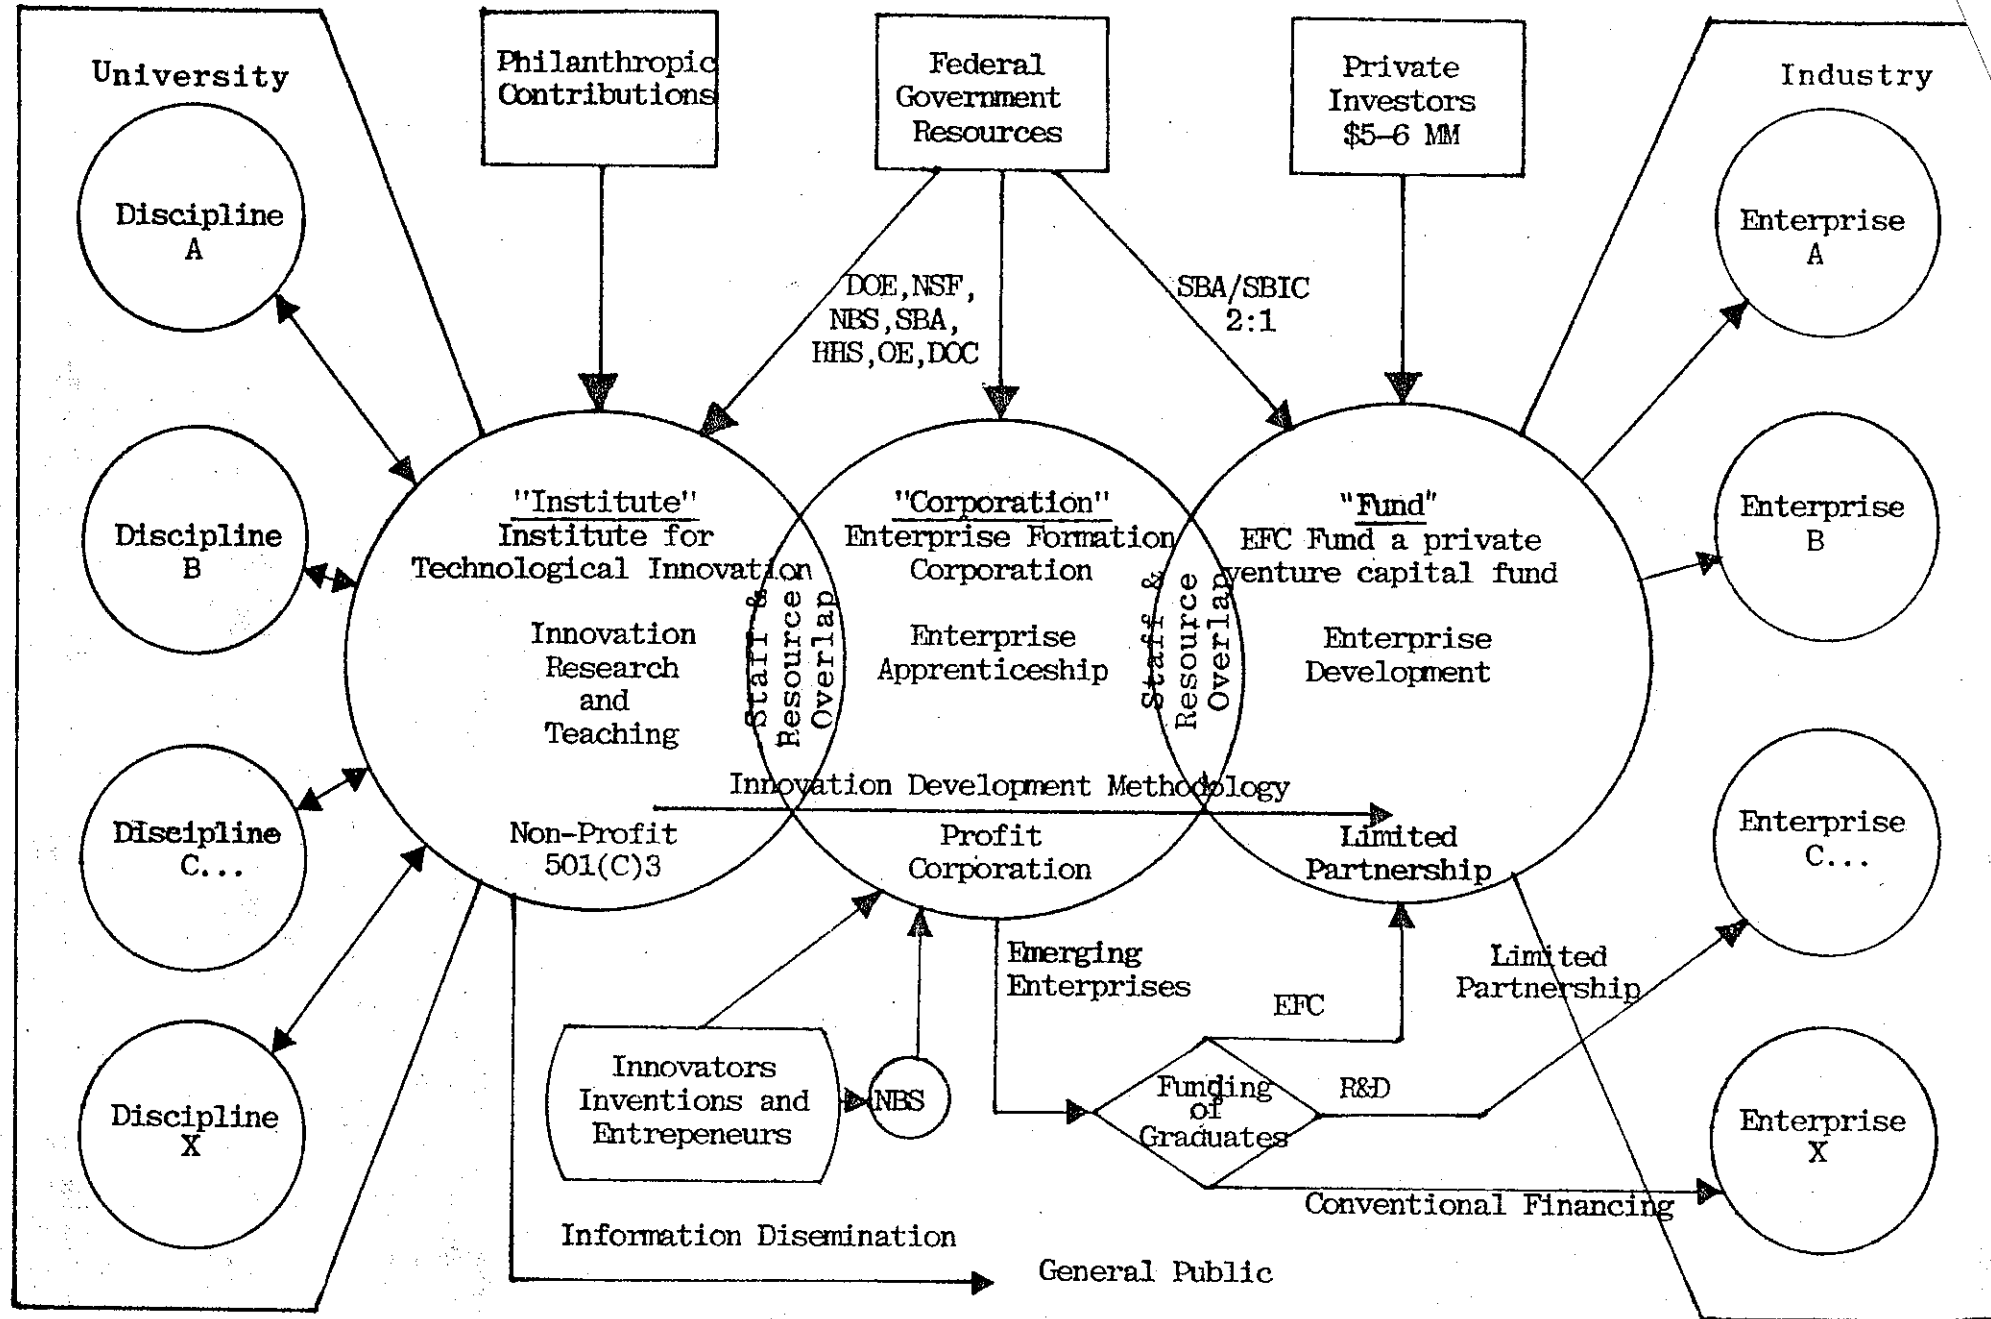 University
Philanthropic
Contributions
Federal
Government
Resources
Private
Investors
$5-6 MM
Industry
Discipline
A
Discipline
B
DIscipline
C...
Discipline
X
DOE,NSF,
NBS,SBA,
HHS,OE,DOC
SBA/SBIC
2:1
"Institute"
Institute for
Technological Innovation
Innovation
Research
and
Teaching
Non-Profit
501(C)3
Staff &
Resource
Overlap
"Corporation"
Enterprise Formation
Corporation
Enterprise
Apprenticeship
Profit
Corporation
Staff &
Resource
Overlap
"Fund"
EFC Fund a private
venture capital fund
Enterprise
Development
Limited
Partnership
Innovation Development Methodology
Enterprise
A
Enterprise
B
Enterprise
C...
Enterprise
X
Emerging
Enterprises
EFC
Limited
Partnership
Innovators
Inventions and
Entrepeneurs
NBS
Funding
of
Graduates
R&D
Conventional Financing
Information Disemination
General Public